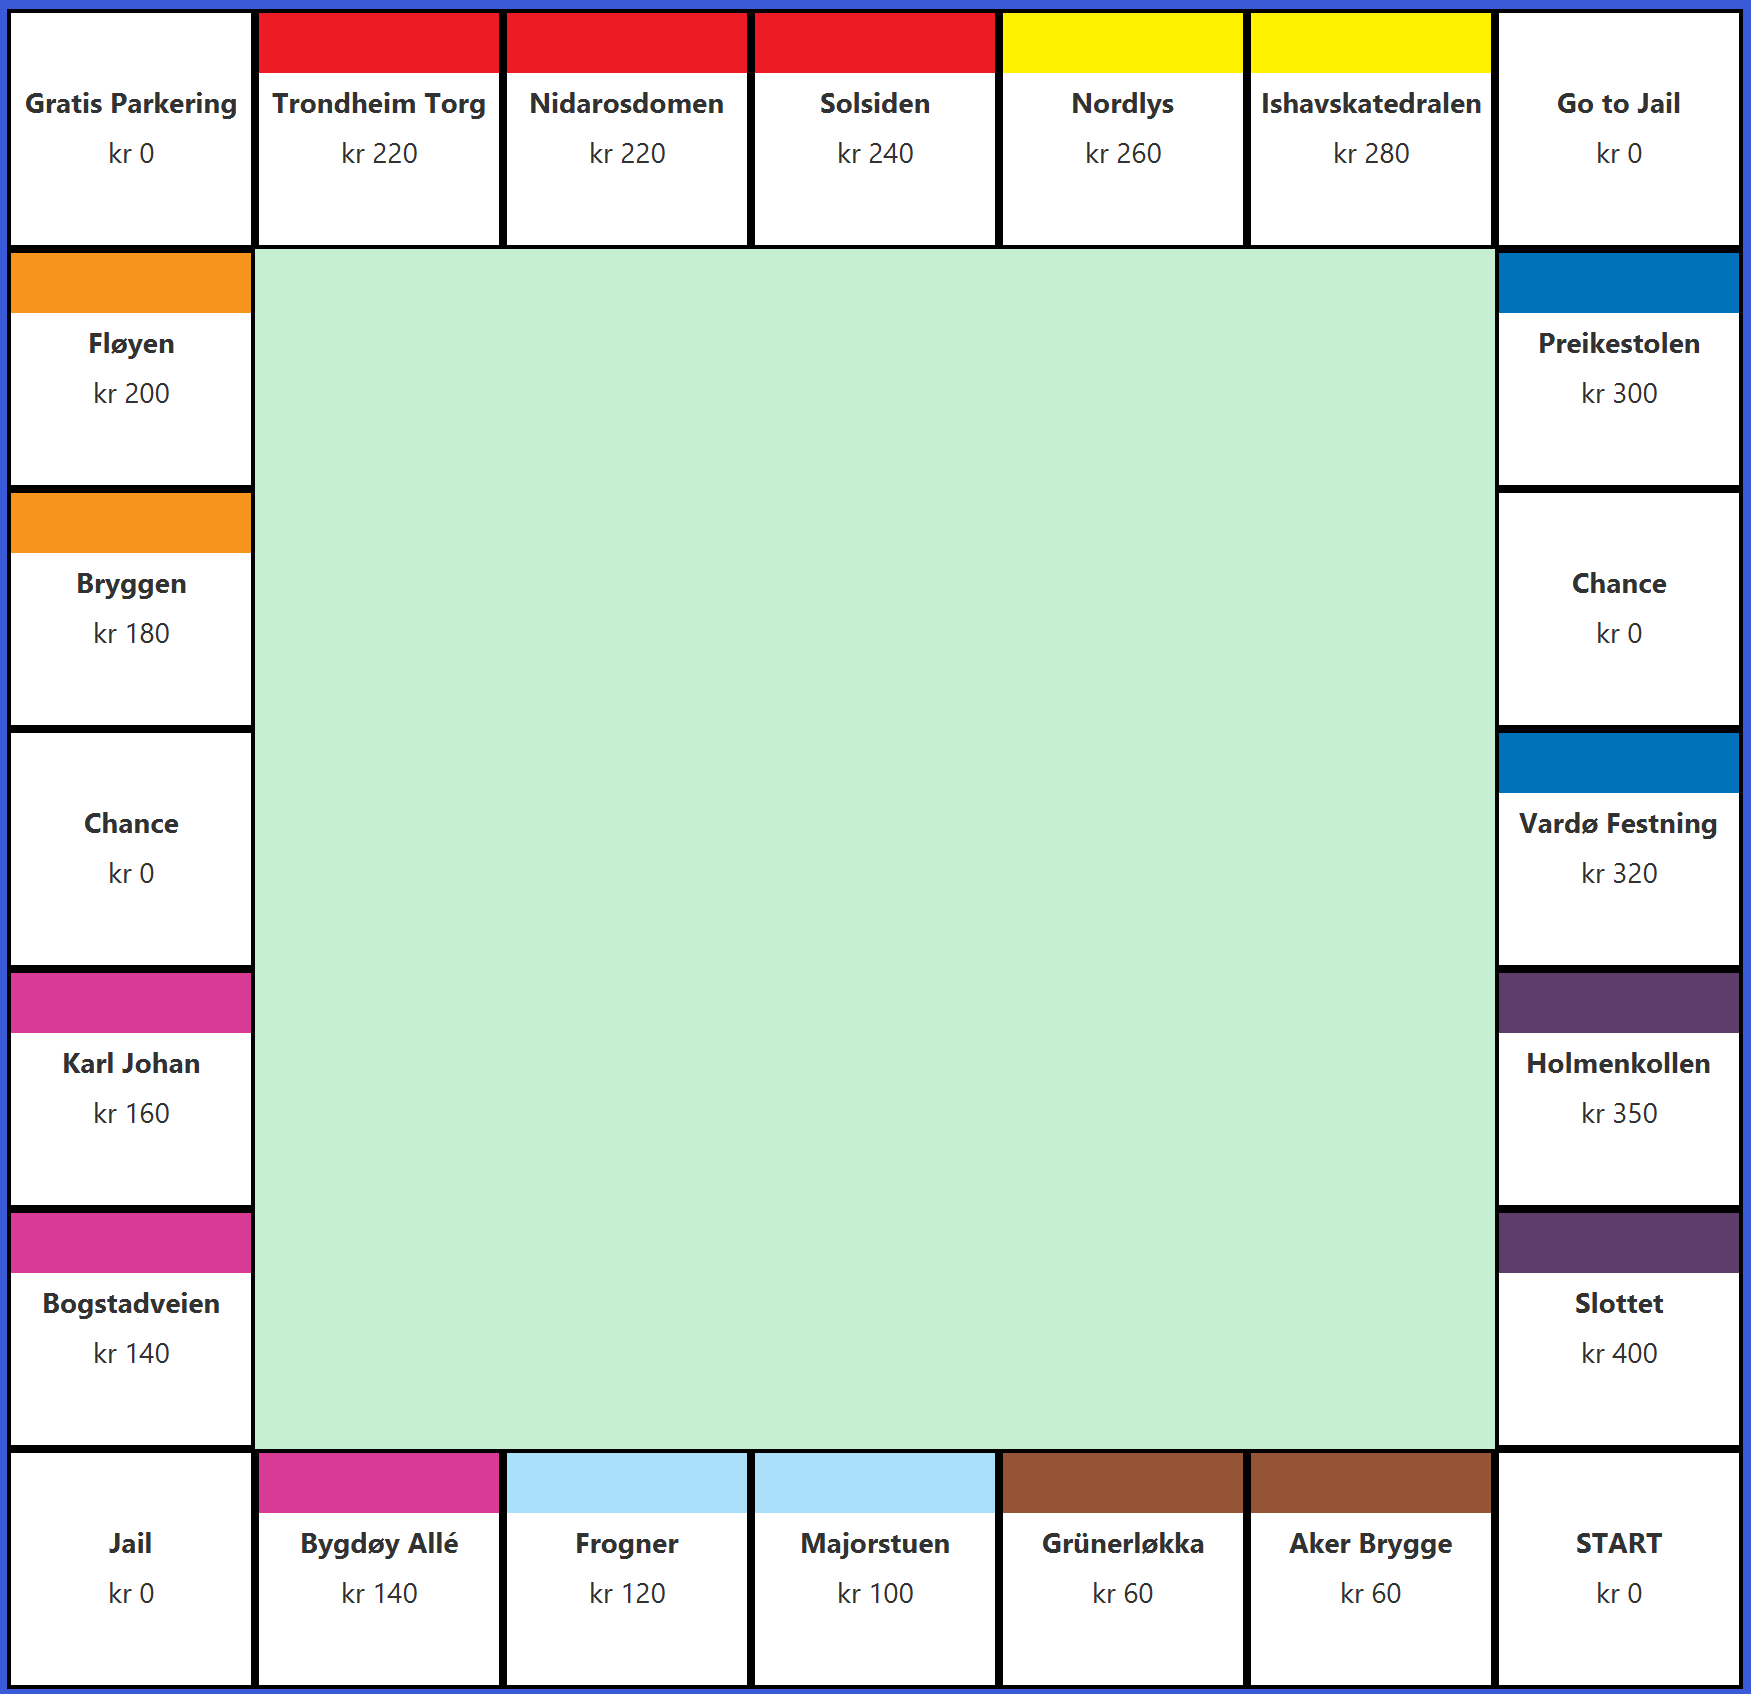 Gratis Parkering
kr 0
Trondheim Torg
kr 220
Nidarosdomen
kr 220
Solsiden
kr 240
Nordlys
kr 260
Ishavskatedralen
kr 280
Go to Jail
kr 0
Fløyen
kr 200
Preikestolen
kr 300
Bryggen
kr 180
Chance
kr 0
Chance
kr 0
Vardø Festning
kr 320
Karl Johan
kr 160
Holmenkollen
kr 350
Bogstadveien
kr 140
Slottet
kr 400
Jail
kr 0
Bygdøy Allé
kr 140
Frogner
kr 120
Majorstuen
kr 100
Grünerløkka
kr 60
Aker Brygge
kr 60
START
kr 0